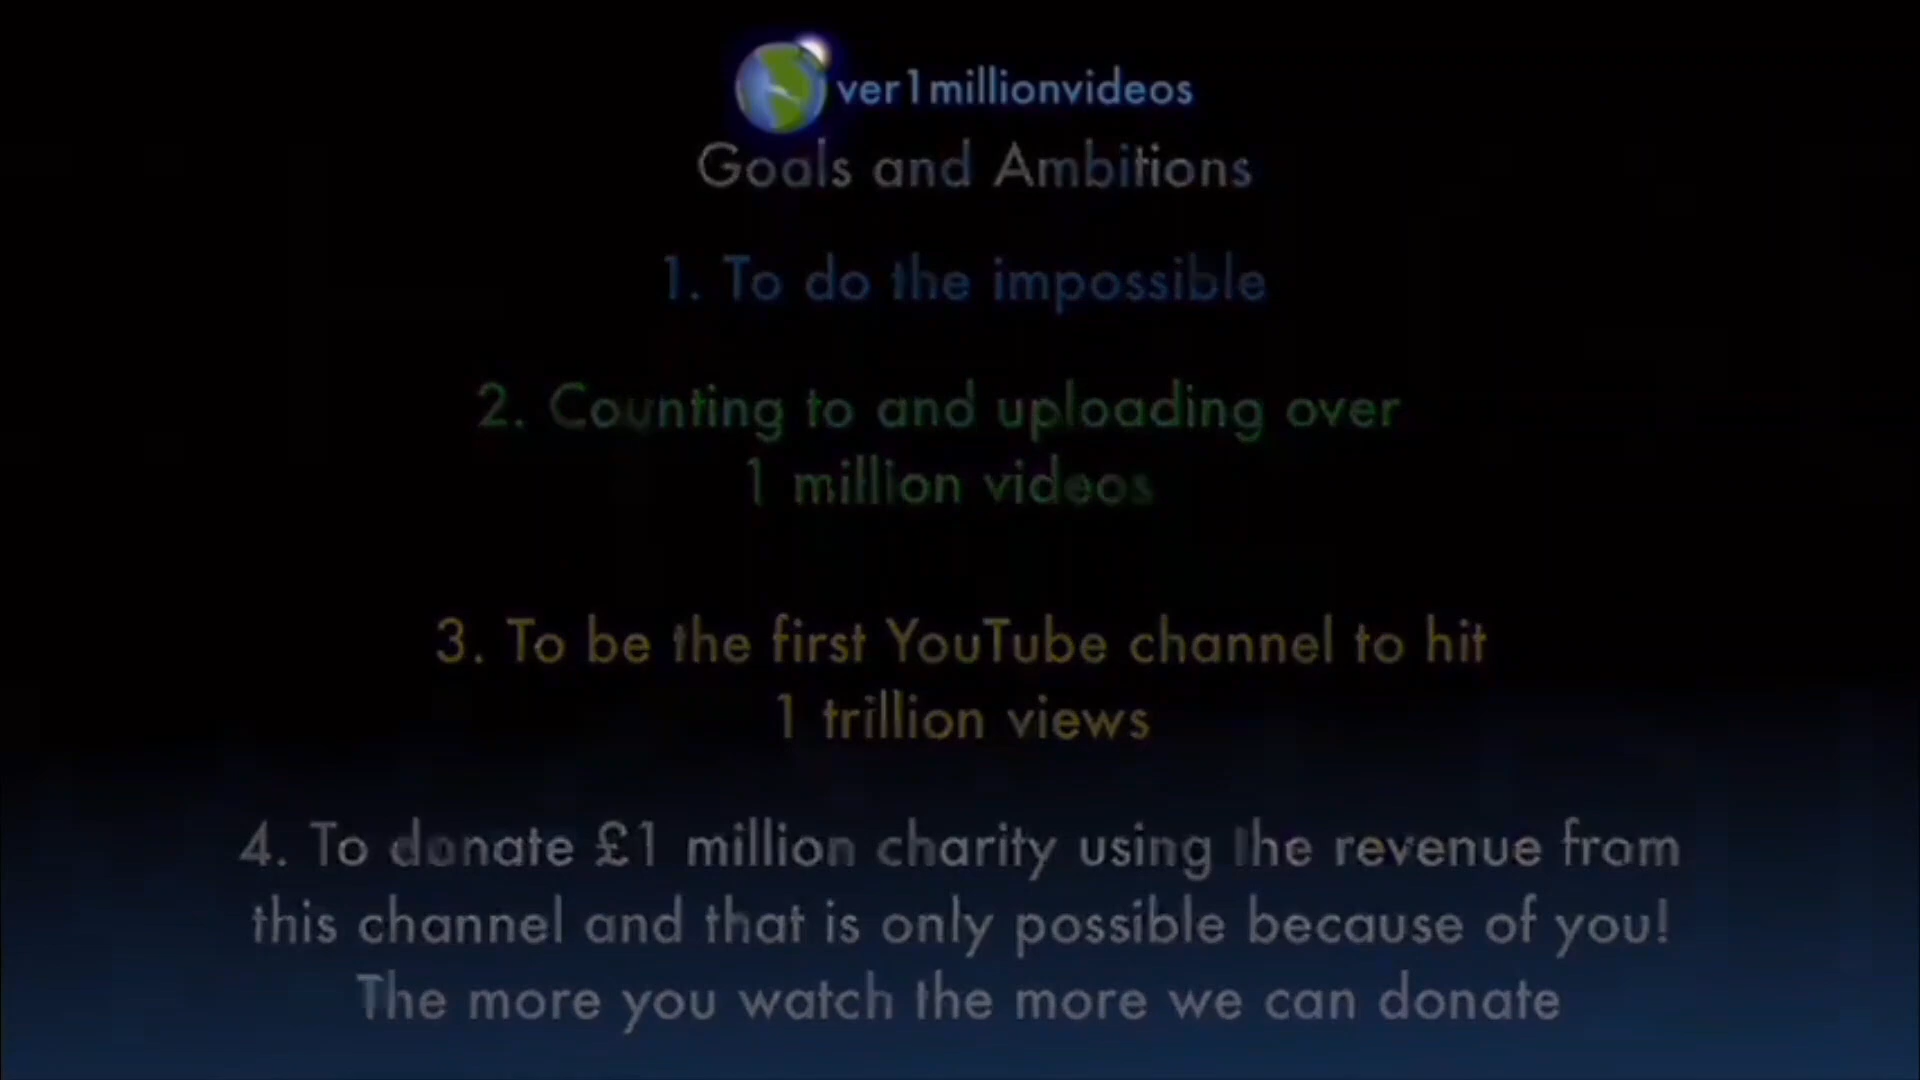 ver1millionvideos
Goals and Ambitions
1. To do the impossible
2. Counting to and uploading over
1 million videos
3. To be the first YouTube channel to hit
1 trillion views
4. To donate £1 million charity using the revenue from
this channel and that is only possible because of you!
The more you watch the more we can donate